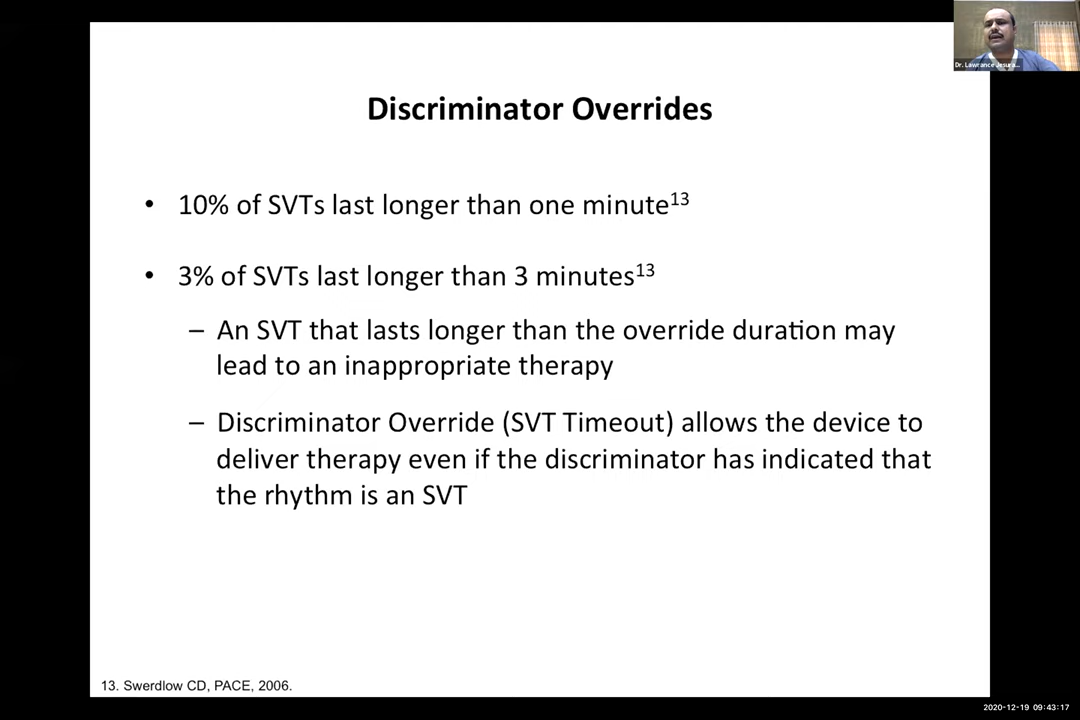 Dr. Lawrance Jesura...
Discriminator Overrides
• 10% of SVTs last longer than one minute13
• 3% of SVTs last longer than 3 minutes13
– An SVT that lasts longer than the override duration may
lead to an inappropriate therapy
– Discriminator Override (SVT Timeout) allows the device to
deliver therapy even if the discriminator has indicated that
the rhythm is an SVT
13. Swerdlow CD, PACE, 2006.
2020-12-19 09:43:17